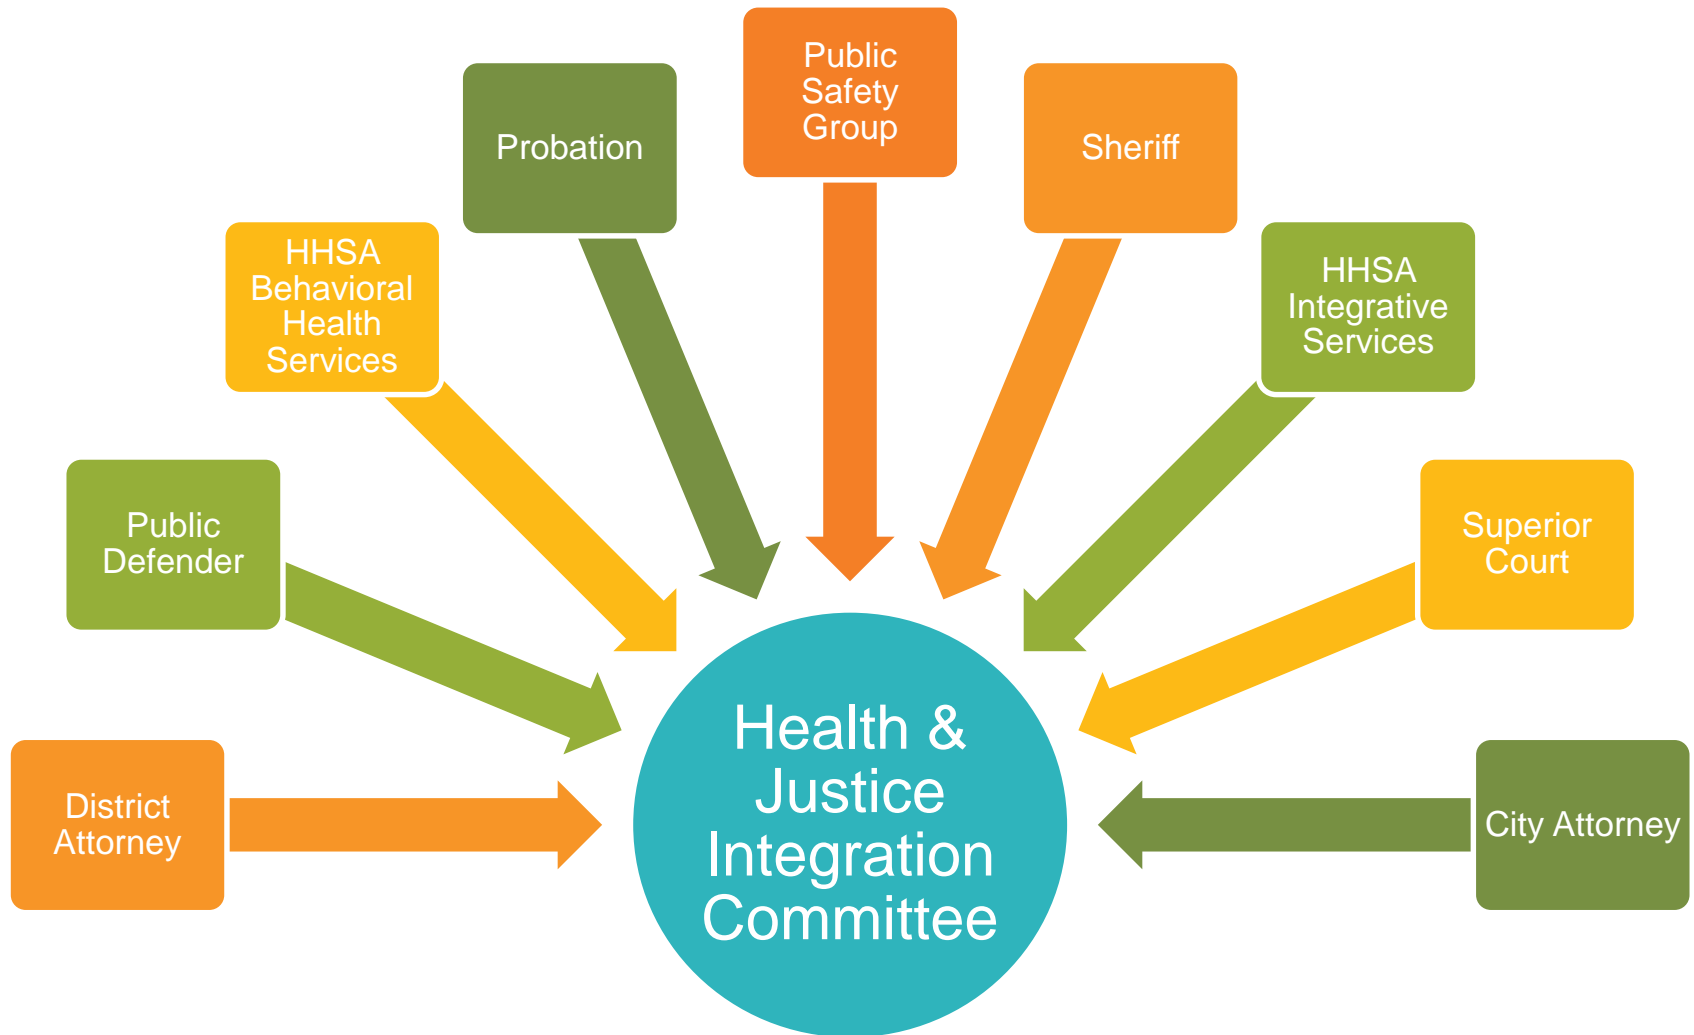 Public
Safety
Group
Probation
Sheriff
HHSA
Behavioral
Health
Services
HHSA
Integrative
Services
Public
Defender
Superior
Court
District
Attorney
City Attorney
Health &
Justice
Integration
Committee